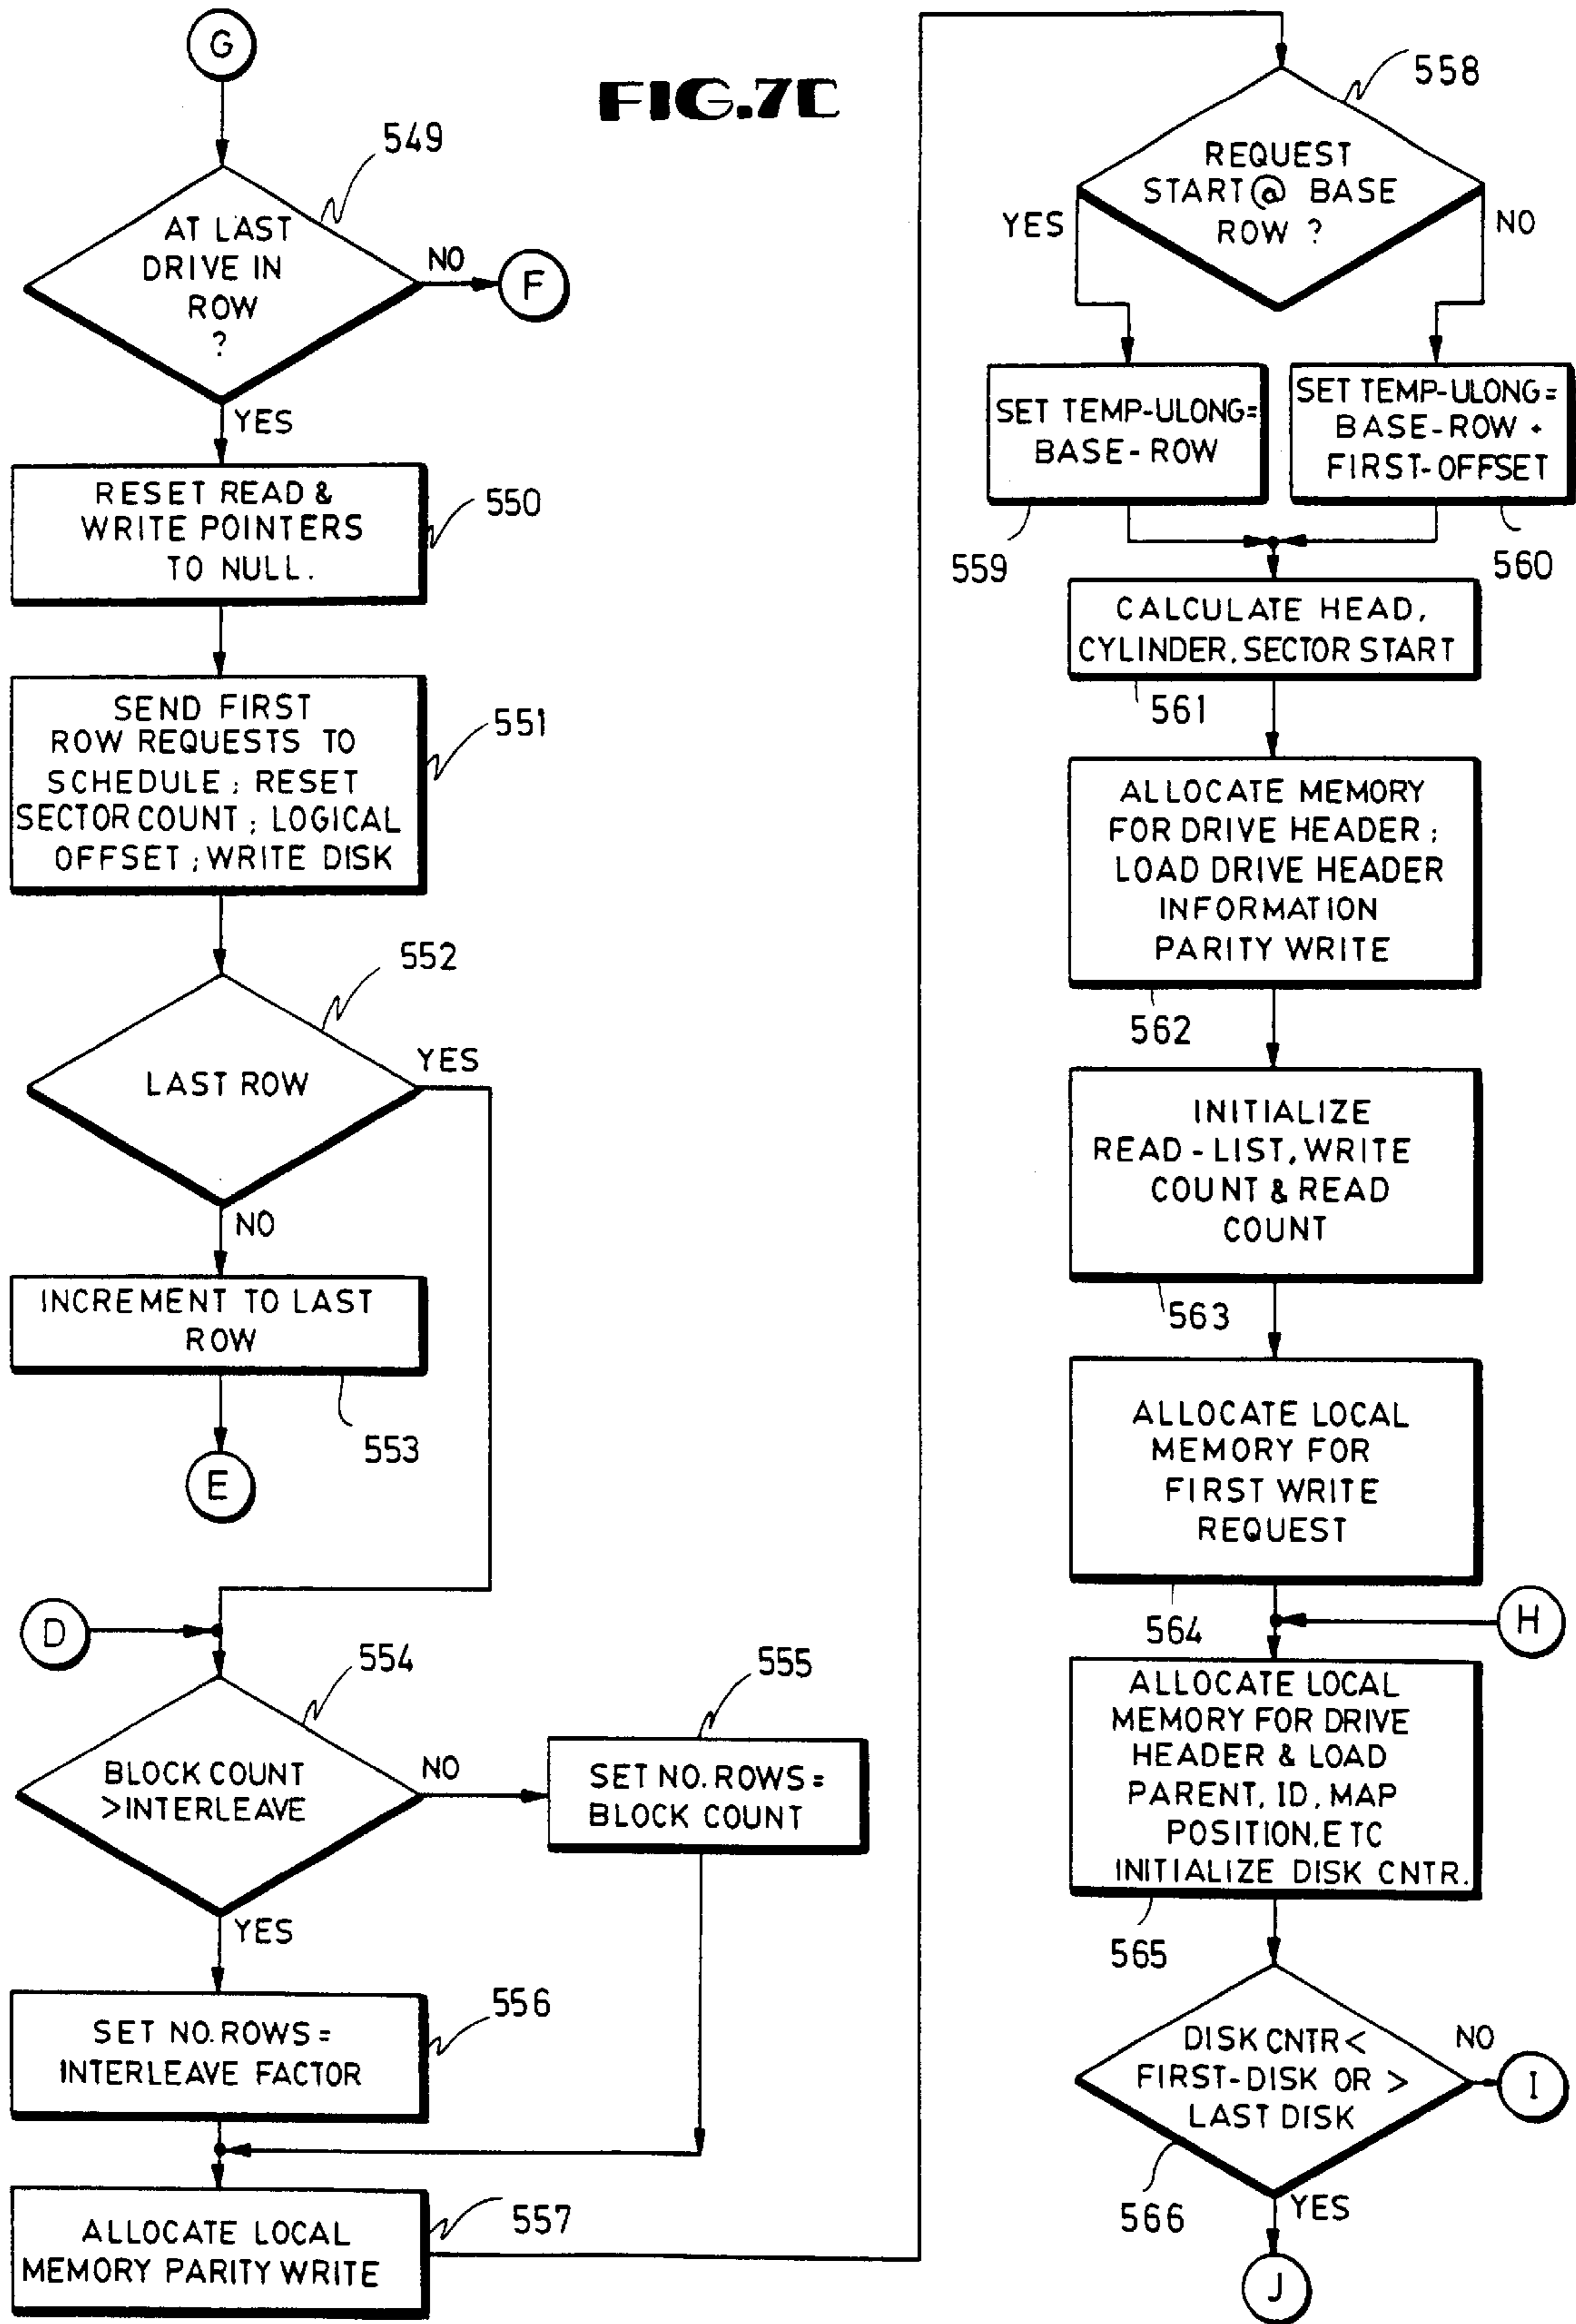 G
FIG.7C
549
AT LAST
DRIVE IN
ROW
?
NO
F
YES
RESET READ &
WRITE POINTERS
TO NULL.
550
SEND FIRST
ROW REQUESTS TO
SCHEDULE; RESET
SECTOR COUNT; LOGICAL
OFFSET; WRITE DISK
551
552
LAST ROW
YES
NO
INCREMENT TO LAST
ROW
553
E
D
554
BLOCK COUNT
>INTERLEAVE
NO
555
SET NO. ROWS =
BLOCK COUNT
YES
SET NO. ROWS =
INTERLEAVE FACTOR
556
ALLOCATE LOCAL
MEMORY PARITY WRITE
557
558
REQUEST
START @ BASE
ROW ?
YES
NO
SET TEMP-ULONG=
BASE-ROW
559
SET TEMP-ULONG=
BASE-ROW +
FIRST-OFFSET
560
CALCULATE HEAD,
CYLINDER, SECTOR START
561
ALLOCATE MEMORY
FOR DRIVE HEADER;
LOAD DRIVE HEADER
INFORMATION
PARITY WRITE
562
INITIALIZE
READ-LIST, WRITE
COUNT & READ
COUNT
563
ALLOCATE LOCAL
MEMORY FOR
FIRST WRITE
REQUEST
564
H
ALLOCATE LOCAL
MEMORY FOR DRIVE
HEADER & LOAD
PARENT, ID, MAP
POSITION, ETC
INITIALIZE DISK CNTR.
565
DISK CNTR <
FIRST-DISK OR >
LAST DISK
NO
I
566
YES
J